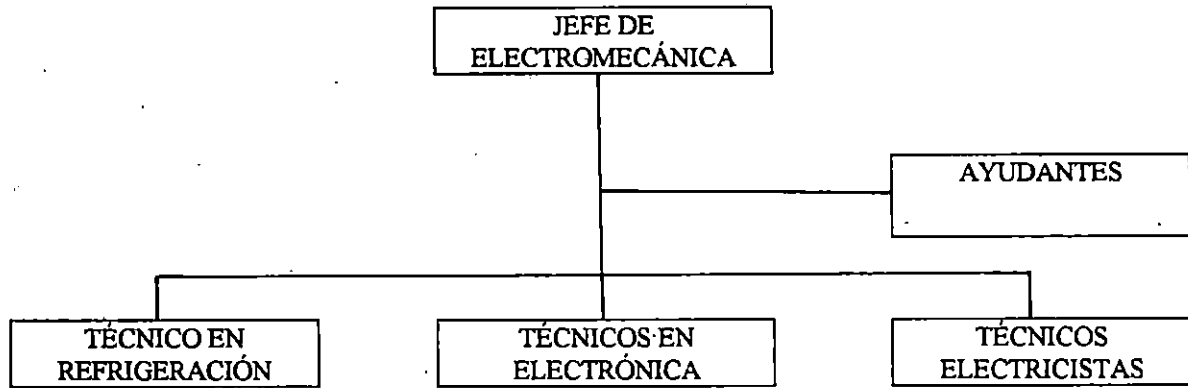 JEFE DE
ELECTROMECÁNICA
AYUDANTES
TÉCNICO EN
REFRIGERACIÓN
TÉCNICOS EN
ELECTRÓNICA
TÉCNICOS
ELECTRICISTAS